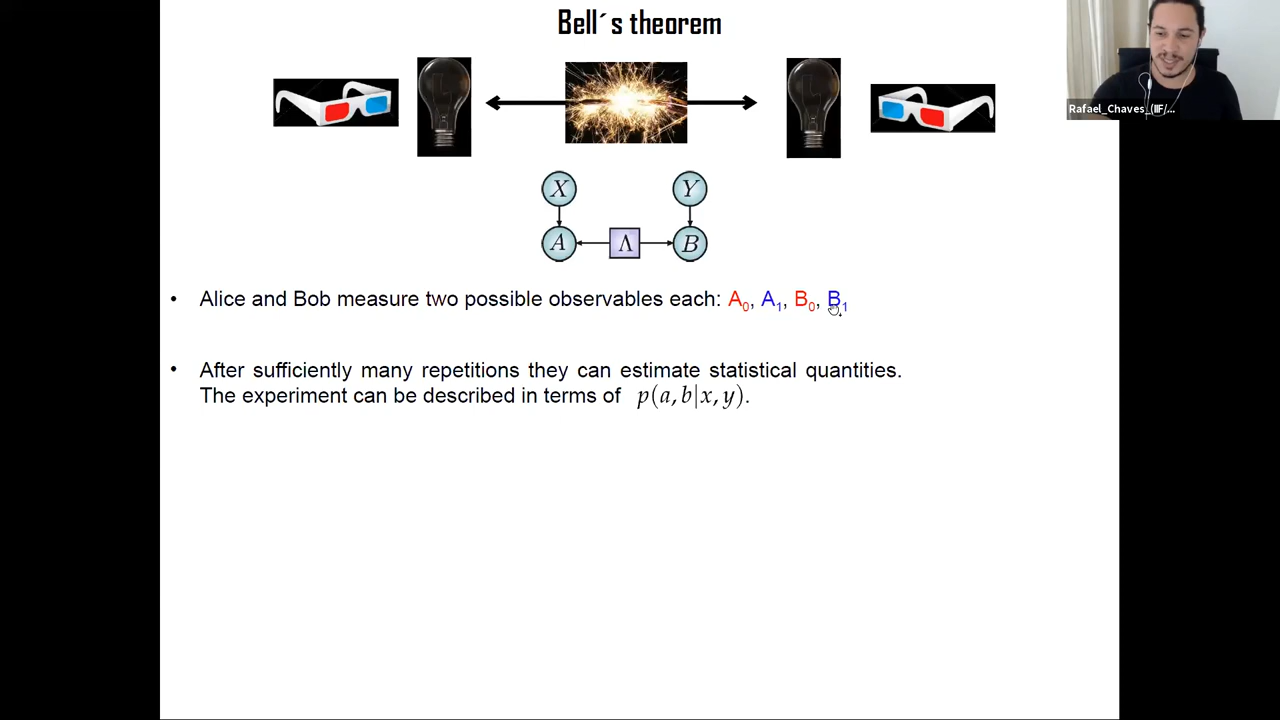 Bell´s theorem
Rafael_Chaves_(IIF/...
X
Y
A
Λ
B
• Alice and Bob measure two possible observables each: A0, A1, B0, B1
• After sufficiently many repetitions they can estimate statistical quantities.
The experiment can be described in terms of p(a,b|x,y).